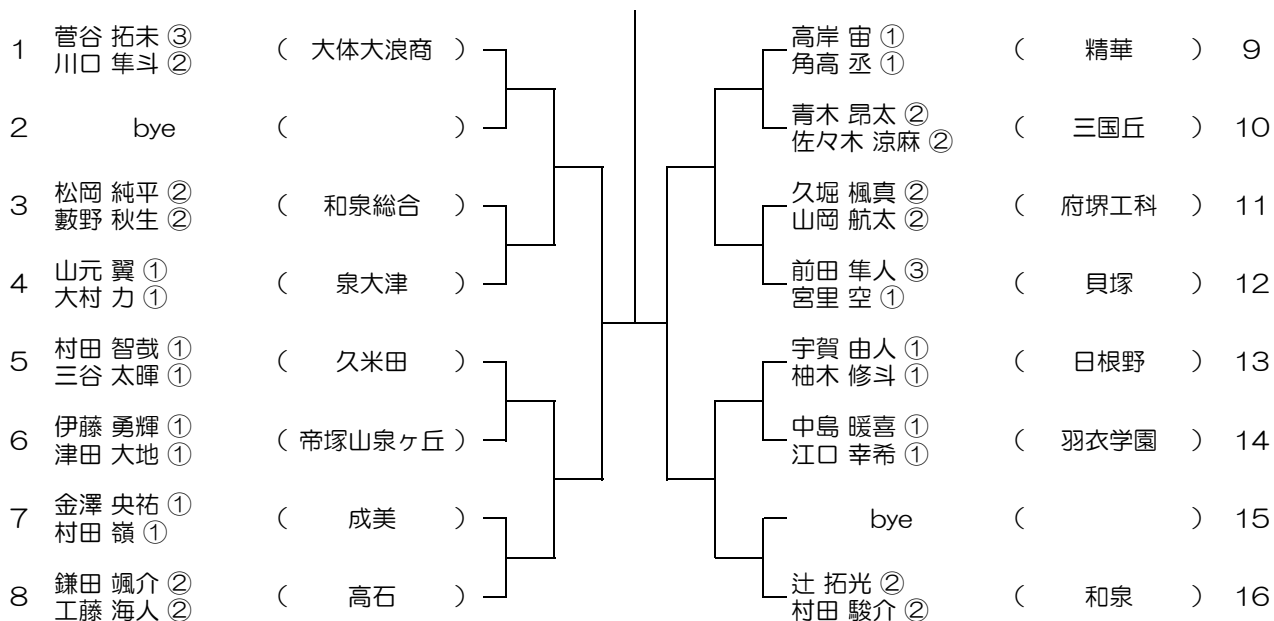 1 菅谷 拓未 ③ ( 大体大浪商 )
川口 隼斗 ②
2 bye ( )
3 松岡 純平 ② ( 和泉総合 )
藪野 秋生 ②
4 山元 翼 ① ( 泉大津 )
大村 力 ①
5 村田 智哉 ① ( 久米田 )
三谷 太暉 ①
6 伊藤 勇輝 ① ( 帝塚山泉ヶ丘 )
津田 大地 ①
7 金澤 央祐 ① ( 成美 )
村田 嶺 ①
8 鎌田 颯介 ② ( 高石 )
工藤 海人 ②
高岸 宙 ① ( 精華 ) 9
角高 丞 ①
青木 昂太 ② ( 三国丘 ) 10
佐々木 涼麻 ②
久堀 楓真 ② ( 府堺工科 ) 11
山岡 航太 ②
前田 隼人 ③ ( 貝塚 ) 12
宮里 空 ①
宇賀 由人 ① ( 日根野 ) 13
柚木 修斗 ①
中島 暖喜 ① ( 羽衣学園 ) 14
江口 幸希 ①
bye ( ) 15
辻 拓光 ② ( 和泉 ) 16
村田 駿介 ②